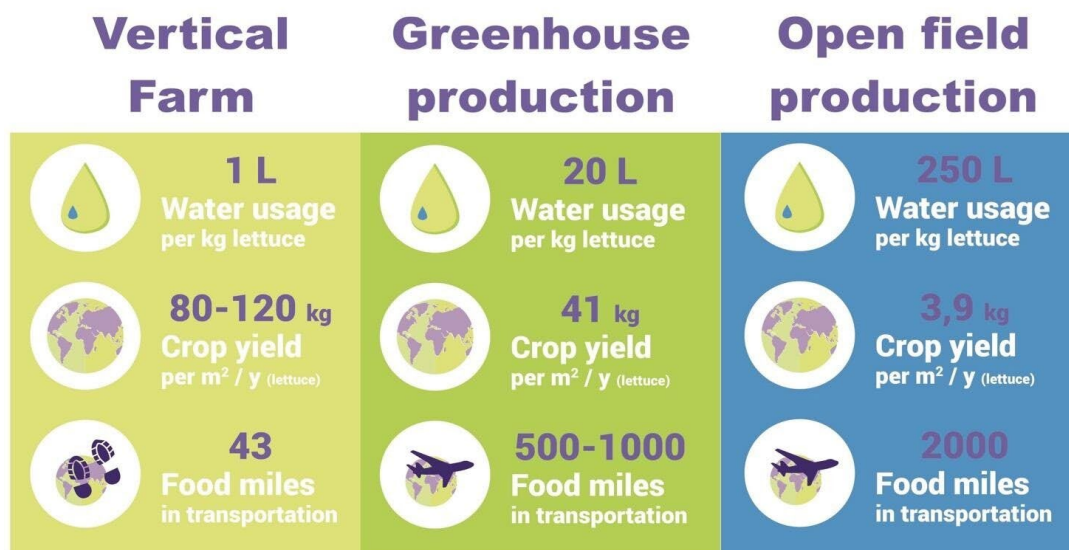 Vertical
Farm
1 L
Water usage
per kg lettuce
80-120 kg
Crop yield
per m² / y (lettuce)
43
Food miles
in transportation
Greenhouse
production
20 L
Water usage
per kg lettuce
41 kg
Crop yield
per m² / y (lettuce)
500-1000
Food miles
in transportation
Open field
production
250 L
Water usage
per kg lettuce
3,9 kg
Crop yield
per m² / y (lettuce)
2000
Food miles
in transportation